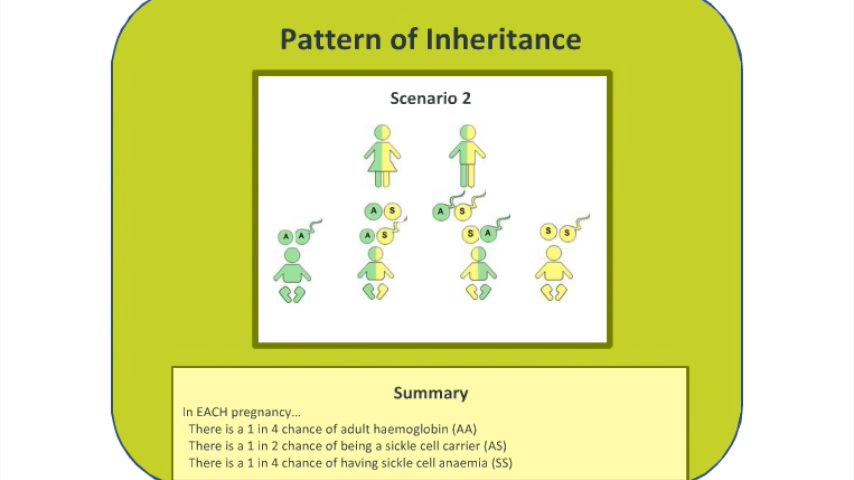 Pattern of Inheritance
Scenario 2
A S A S
A A A S S A S S
Summary
In EACH pregnancy...
There is a 1 in 4 chance of adult haemoglobin (AA)
There is a 1 in 2 chance of being a sickle cell carrier (AS)
There is a 1 in 4 chance of having sickle cell anaemia (SS)